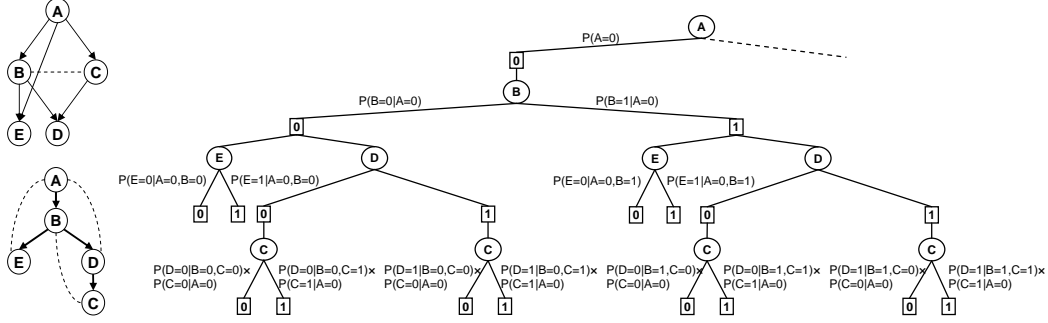 A
B
C
E
D
A
B
E
D
C
A
P(A=0)
0
B
P(B=0|A=0)
P(B=1|A=0)
0
1
E
D
E
D
P(E=0|A=0,B=0)
P(E=1|A=0,B=0)
P(E=0|A=0,B=1)
P(E=1|A=0,B=1)
0
1
0
1
0
1
0
1
C
C
C
C
P(D=0|B=0,C=0)×
P(C=0|A=0)
P(D=0|B=0,C=1)×
P(C=1|A=0)
P(D=1|B=0,C=0)×
P(C=0|A=0)
P(D=1|B=0,C=1)×
P(C=1|A=0)
P(D=0|B=1,C=0)×
P(C=0|A=0)
P(D=0|B=1,C=1)×
P(C=1|A=0)
P(D=1|B=1,C=0)×
P(C=0|A=0)
P(D=1|B=1,C=1)×
P(C=1|A=0)
0
1
0
1
0
1
0
1